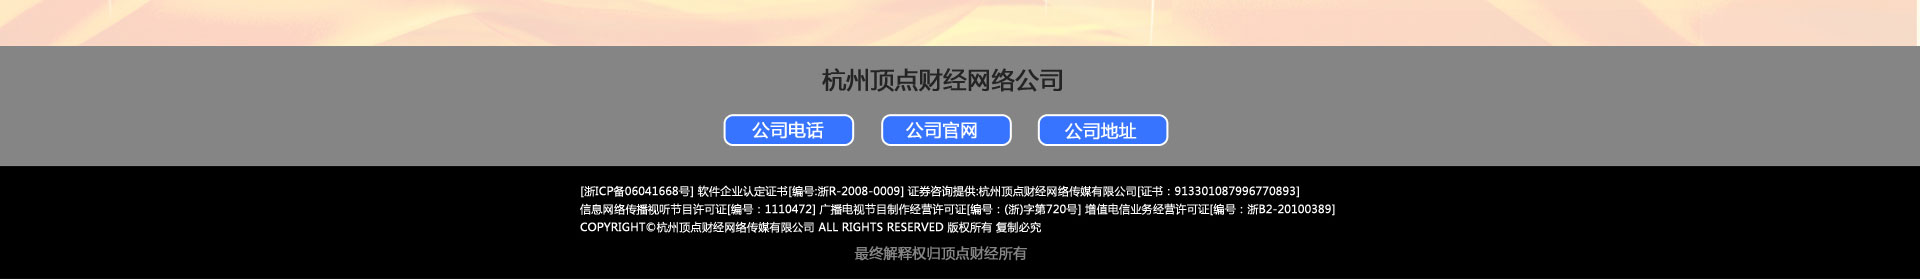 杭州顶点财经网络公司
公司电话 公司官网 公司地址
[浙ICP备06041668号] 软件企业认定证书[编号:浙R-2008-0009] 证券咨询提供:杭州顶点财经网络传媒有限公司[证书：913301087996770893]
信息网络传播视听节目许可证[编号：1110472] 广播电视节目制作经营许可证[编号：(浙)字第720号] 增值电信业务经营许可证[编号：浙B2-20100389]
COPYRIGHT©杭州顶点财经网络传媒有限公司 ALL RIGHTS RESERVED 版权所有 复制必究
最终解释权归顶点财经所有